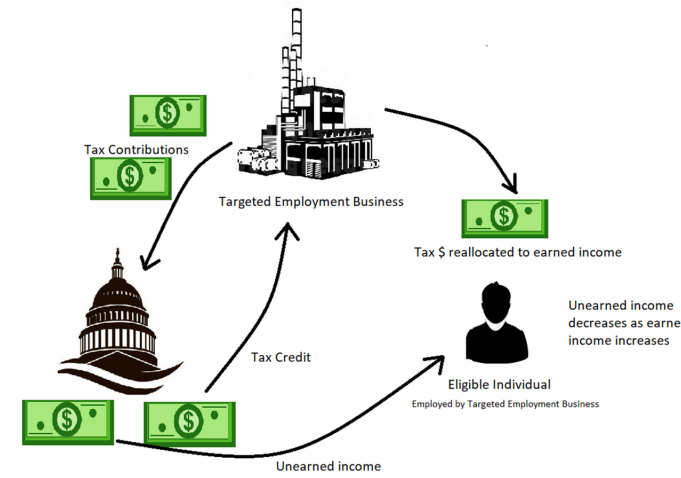 Tax Contributions
Targeted Employment Business
Tax $ reallocated to earned income
Unearned income
decreases as earne
income increases
Tax Credit
Eligible Individual
Employed by Targeted Employment Business
Unearned income